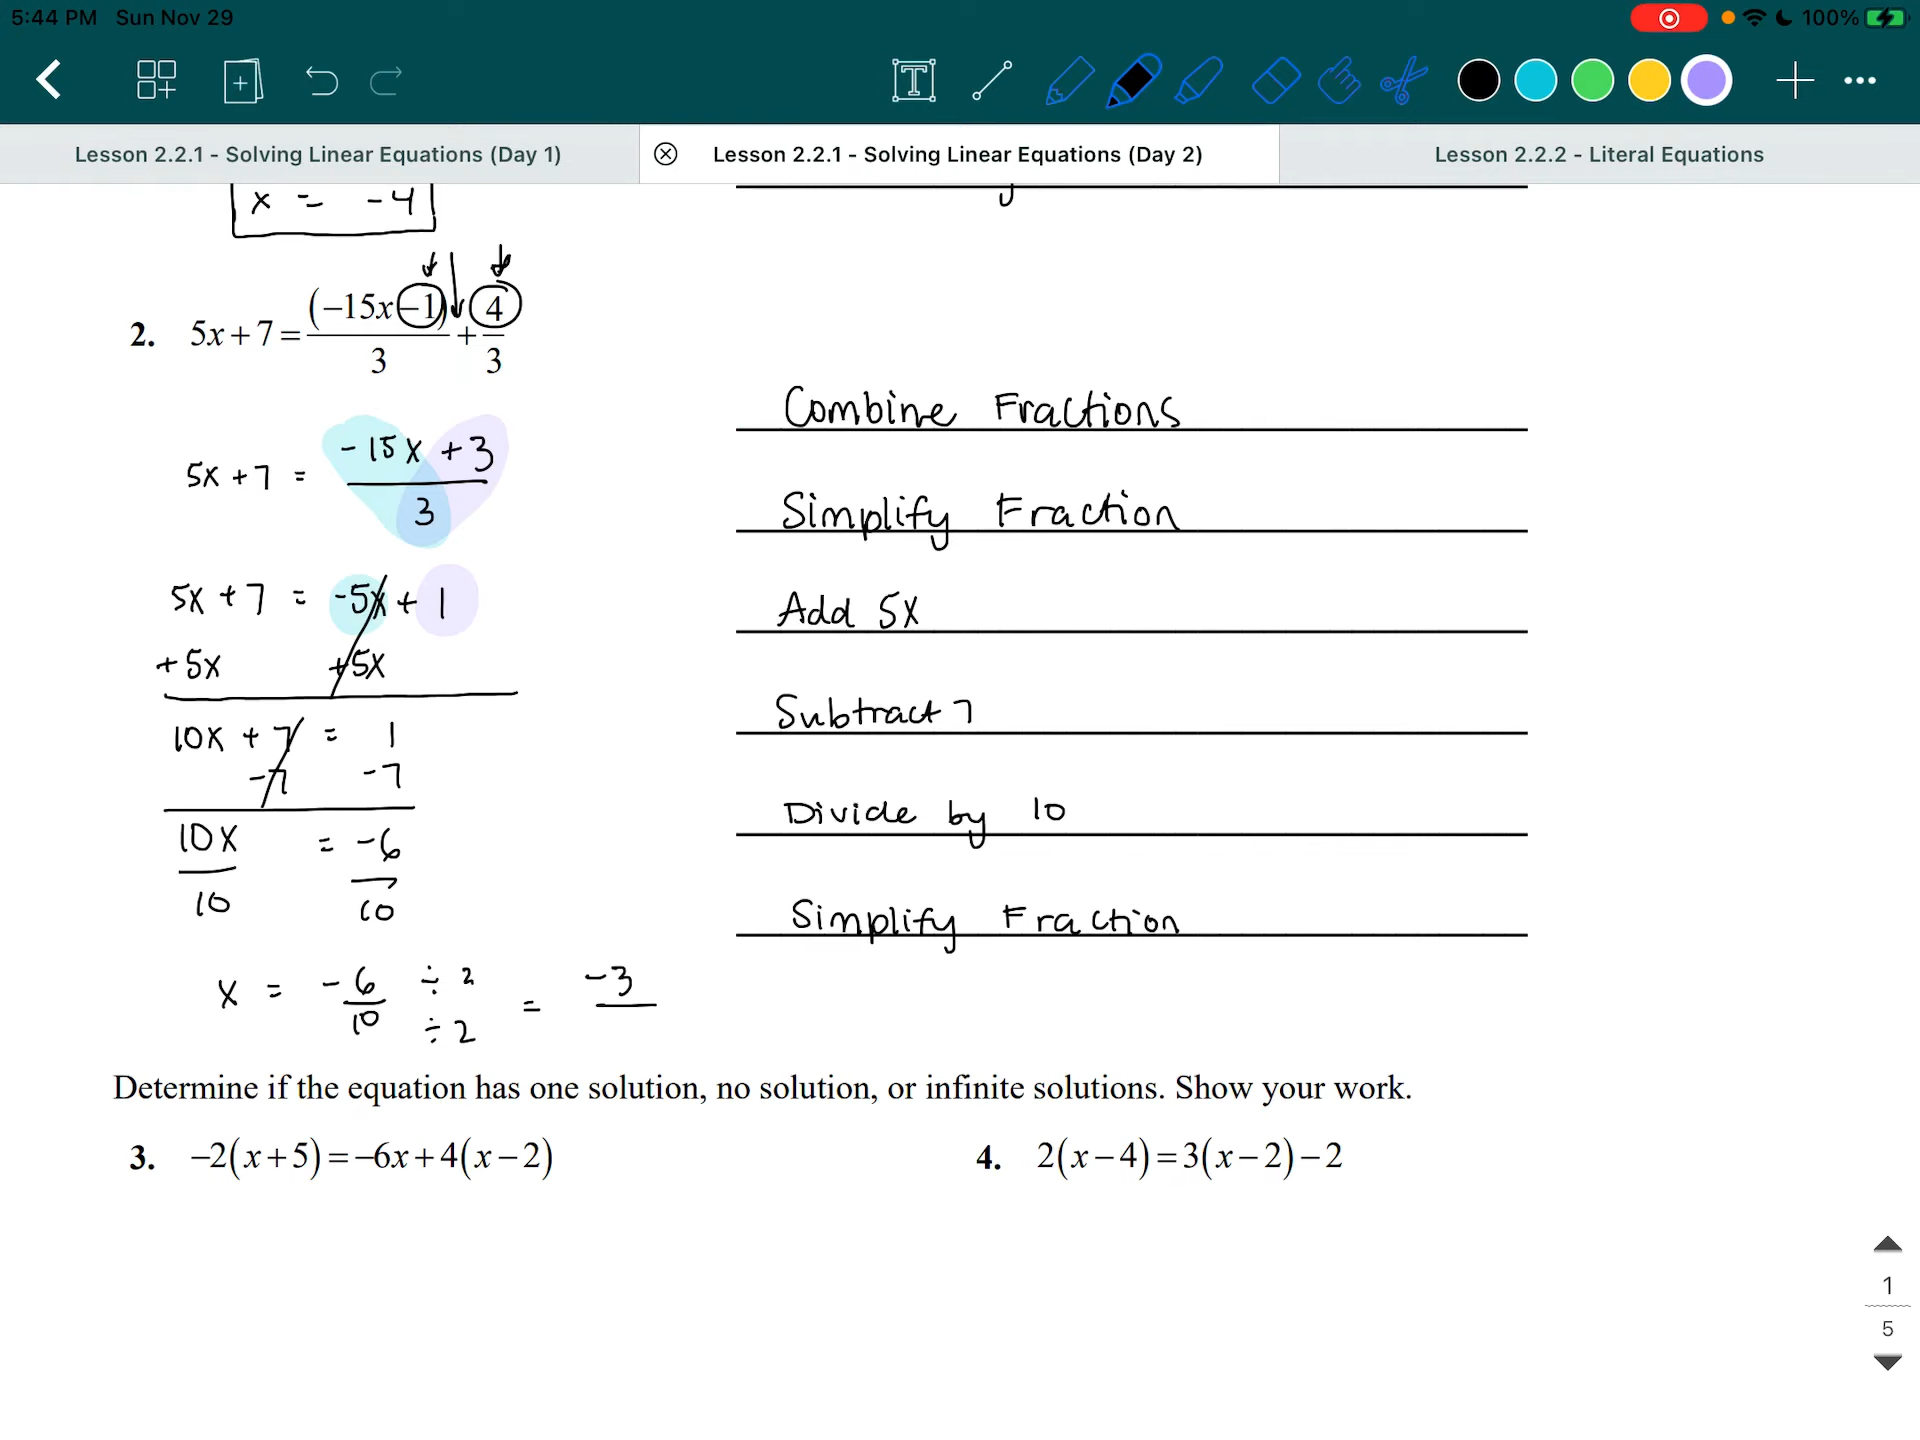 5:44 PM Sun Nov 29 100%
Lesson 2.2.1 - Solving Linear Equations (Day 1)
Lesson 2.2.1 - Solving Linear Equations (Day 2)
Lesson 2.2.2 - Literal Equations
x = -4
2. 5x+7= (−15x−1)/3 + 4/3
5x +7 = (-15x +3)/3
Combine Fractions
Simplify Fraction
5x +7 = -5x + 1
Add 5x
+5x +5x
10x + 7 = 1
Subtract 7
-7 -7
10x/10 = -6/10
Divide by 10
Simplify Fraction
x = -6/10 ÷ 2 ÷ 2 = -3
Determine if the equation has one solution, no solution, or infinite solutions. Show your work.
3. −2(x+5)=−6x+4(x−2)
4. 2(x−4)=3(x−2)−2
1
5